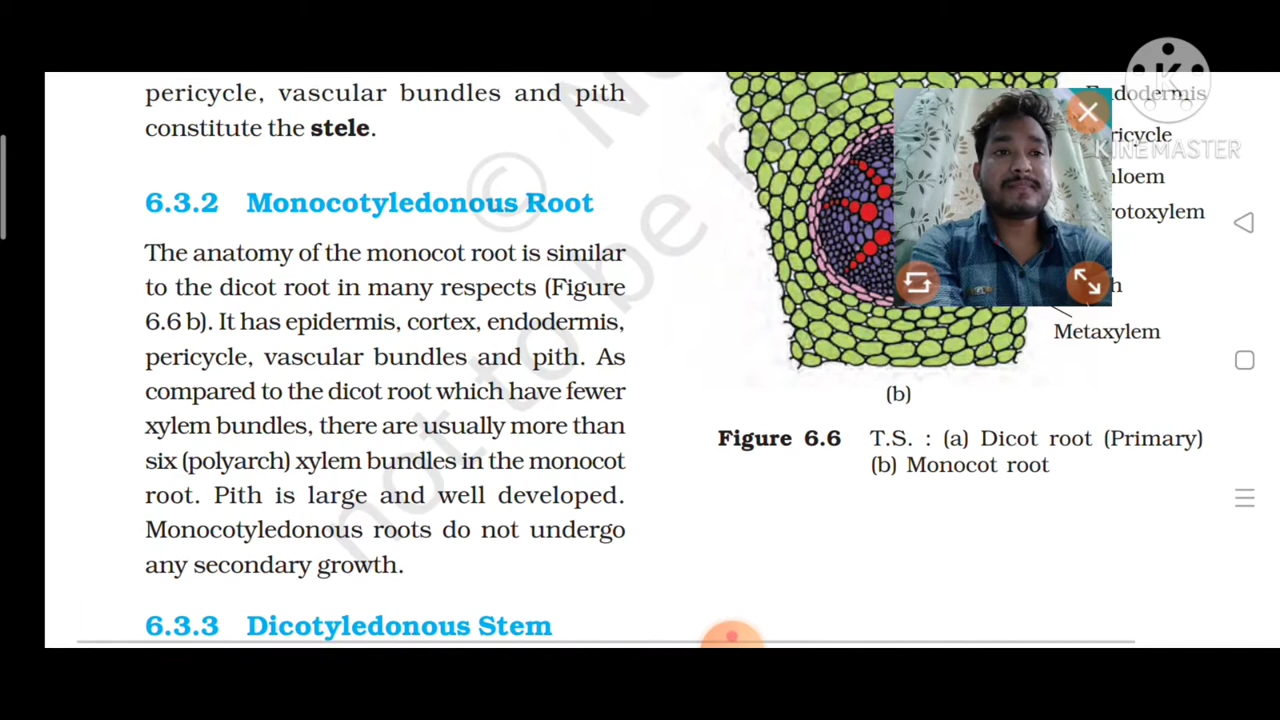 pericycle, vascular bundles and pith
constitute the stele.
6.3.2 Monocotyledonous Root
The anatomy of the monocot root is similar
to the dicot root in many respects (Figure
6.6 b). It has epidermis, cortex, endodermis,
pericycle, vascular bundles and pith. As
compared to the dicot root which have fewer
xylem bundles, there are usually more than
six (polyarch) xylem bundles in the monocot
root. Pith is large and well developed.
Monocotyledonous roots do not undergo
any secondary growth.
6.3.3 Dicotyledonous Stem
K
KINEMASTER
Metaxylem
(b)
Figure 6.6 T.S. : (a) Dicot root (Primary)
(b) Monocot root
©
not to be